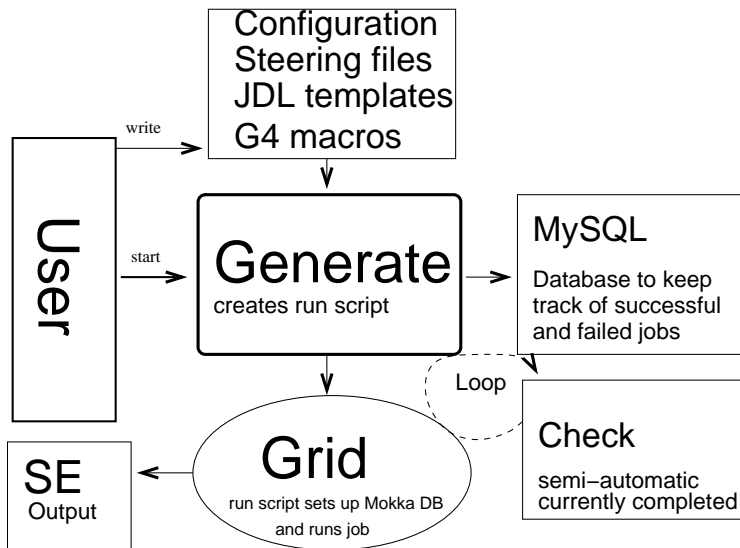 Configuration
Steering files
JDL templates
G4 macros
write
User
start
Generate
creates run script
MySQL
Database to keep
track of successful
and failed jobs
Loop
Check
semi−automatic
currently completed
Grid
run script sets up Mokka DB
and runs job
SE
Output